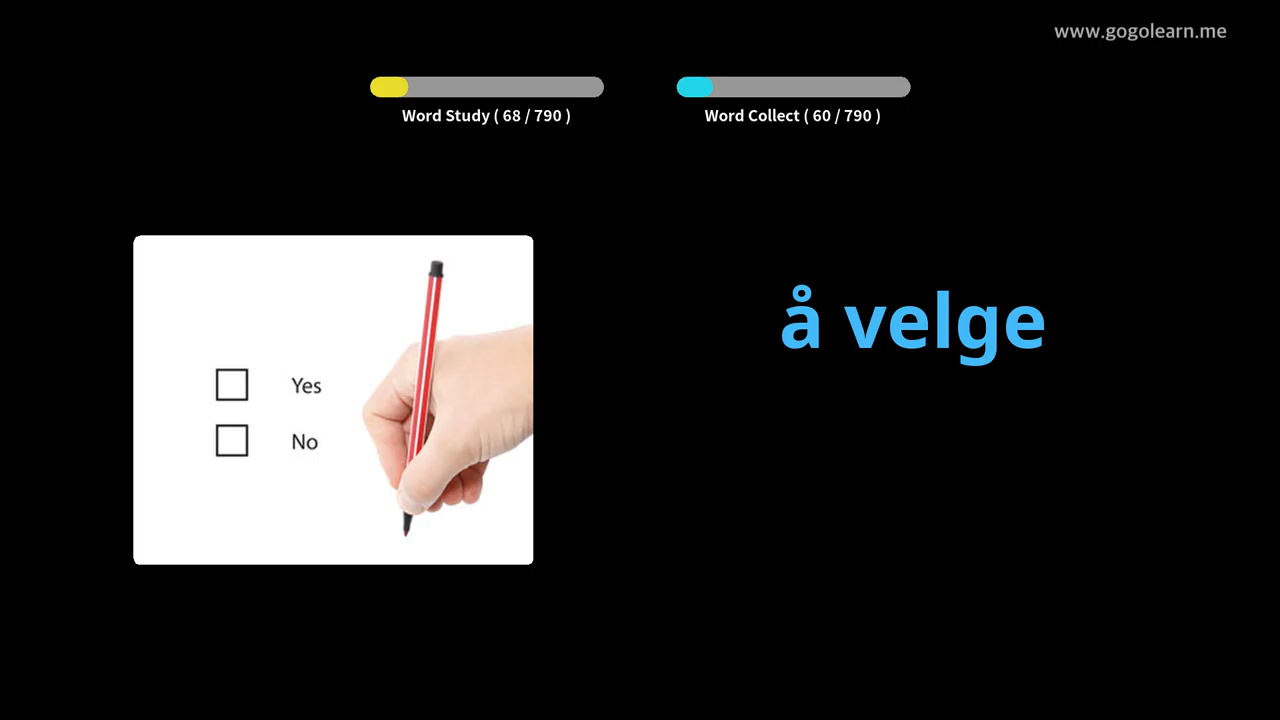 www.gogolearn.me
Word Study ( 68 / 790 )
Word Collect ( 60 / 790 )
Yes
No
å velge